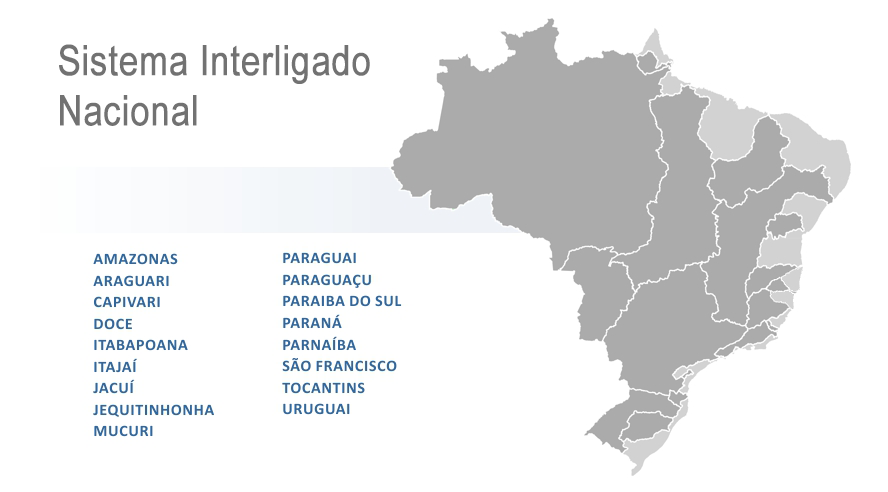 Sistema Interligado
Nacional
AMAZONAS
ARAGUARI
CAPIVARI
DOCE
ITABAPOANA
ITAJAÍ
JACUÍ
JEQUITINHONHA
MUCURI
PARAGUAI
PARAGUAÇU
PARAIBA DO SUL
PARANÁ
PARNAÍBA
SÃO FRANCISCO
TOCANTINS
URUGUAI